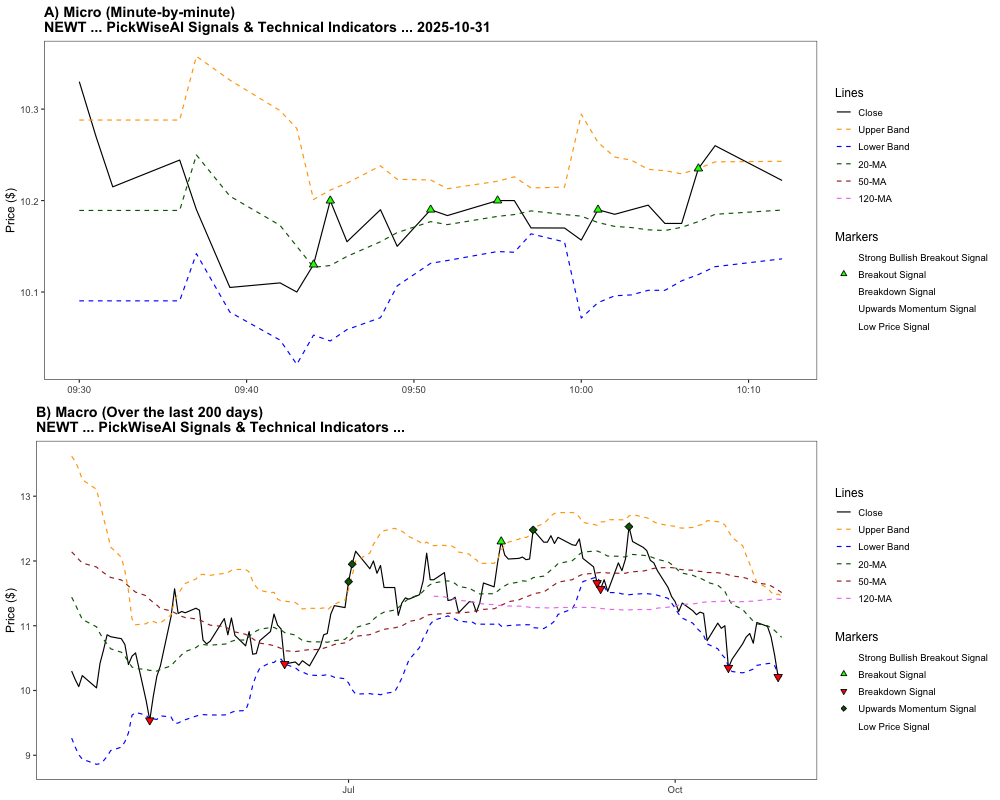 A) Micro (Minute-by-minute)
NEWT ... PickWiseAI Signals & Technical Indicators ... 2025-10-31
Price ($)
10.3
10.2
10.1
09:30
09:40
09:50
10:00
10:10
Lines
Close
Upper Band
Lower Band
20-MA
50-MA
120-MA
Markers
Strong Bullish Breakout Signal
Breakout Signal
Breakdown Signal
Upwards Momentum Signal
Low Price Signal
B) Macro (Over the last 200 days)
NEWT ... PickWiseAI Signals & Technical Indicators ...
Price ($)
13
12
11
10
9
Jul
Oct
Lines
Close
Upper Band
Lower Band
20-MA
50-MA
120-MA
Markers
Strong Bullish Breakout Signal
Breakout Signal
Breakdown Signal
Upwards Momentum Signal
Low Price Signal